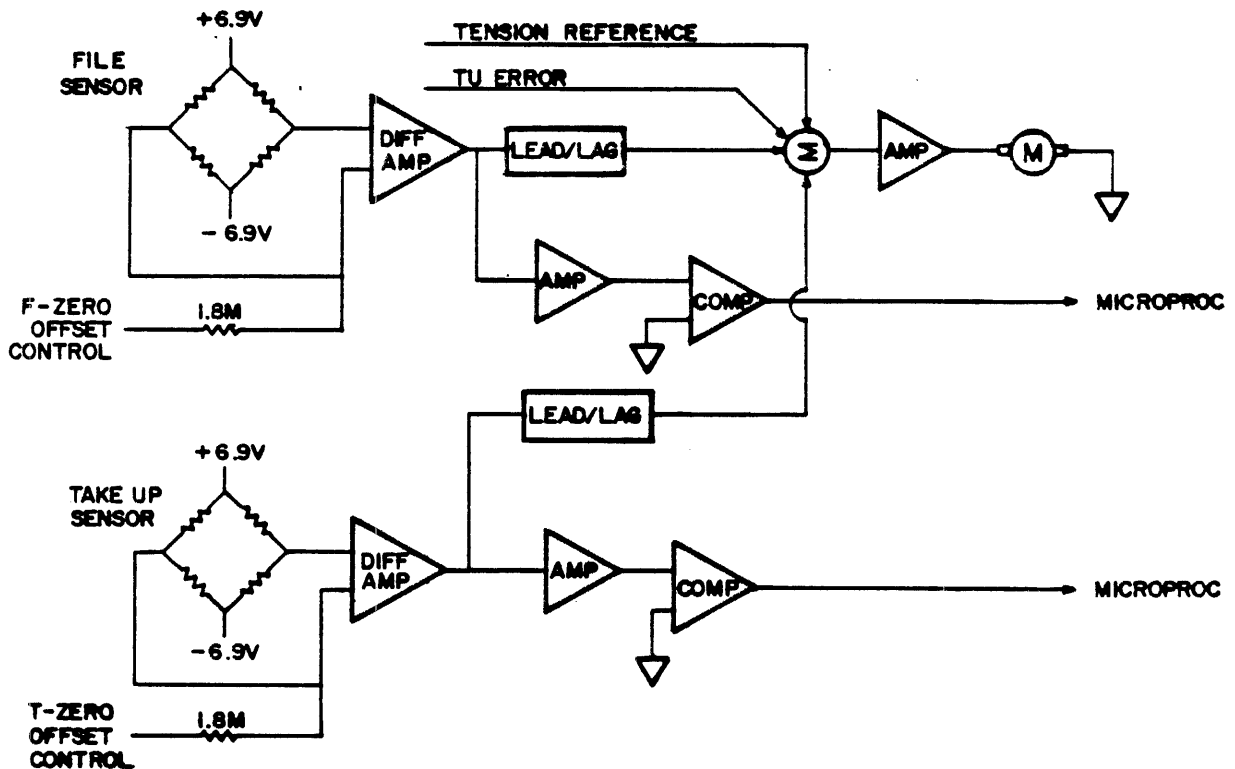 +6.9V
FILE
SENSOR
-6.9V
F-ZERO
OFFSET
CONTROL
1.8M
DIFF
AMP
TENSION REFERENCE
TU ERROR
LEAD/LAG
Σ
AMP
M
AMP
COMP
MICROPROC
LEAD/LAG
+6.9V
TAKE UP
SENSOR
-6.9V
T-ZERO
OFFSET
CONTROL
1.8M
DIFF
AMP
AMP
COMP
MICROPROC